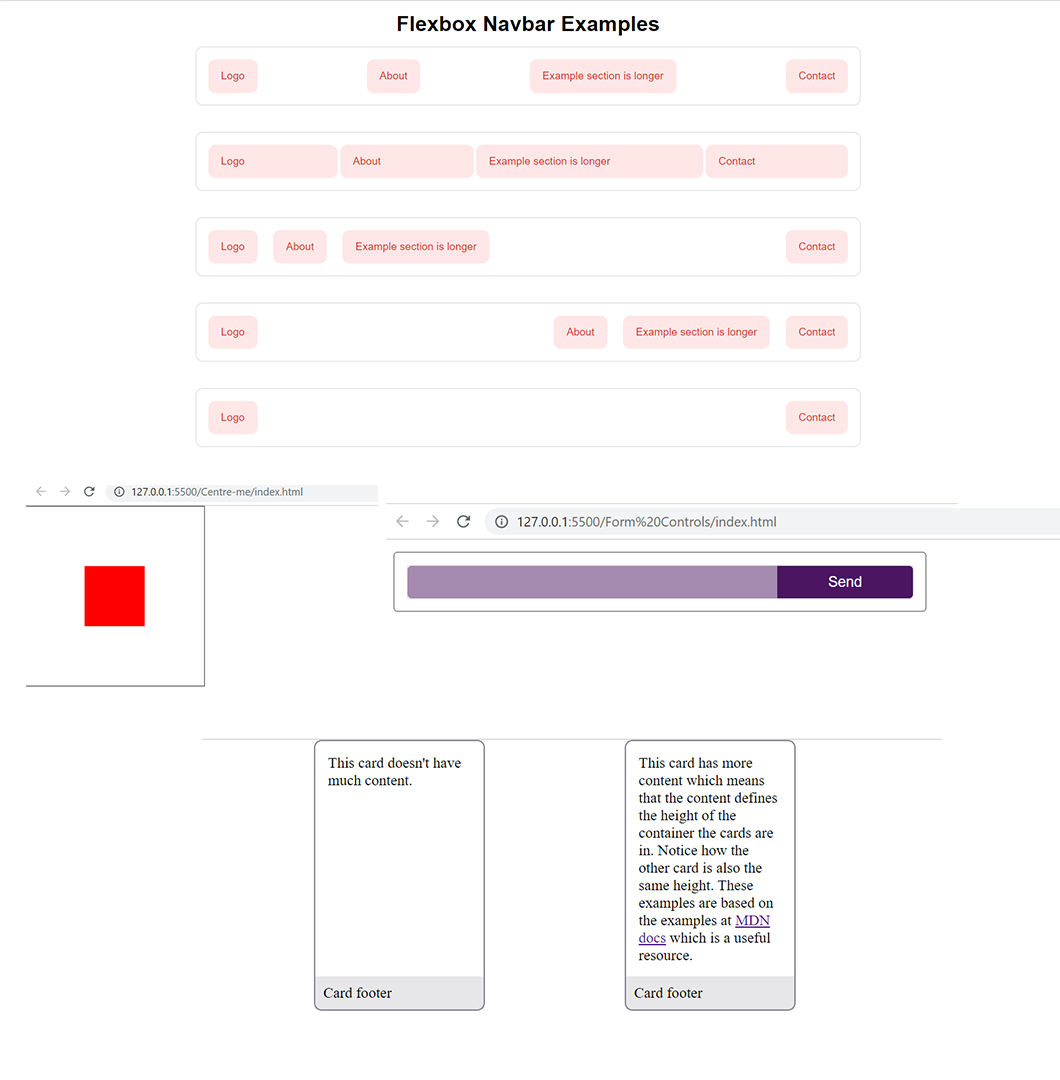 Flexbox Navbar Examples
Logo About Example section is longer Contact
Logo About Example section is longer Contact
Logo About Example section is longer Contact
Logo About Example section is longer Contact
Logo Contact
127.0.0.1:5500/Centre-me/index.html
127.0.0.1:5500/Form%20Controls/index.html
Send
This card doesn't have
much content.
Card footer
This card has more
content which means
that the content defines
the height of the
container the cards are
in. Notice how the
other card is also the
same height. These
examples are based on
the examples at MDN
docs which is a useful
resource.
Card footer